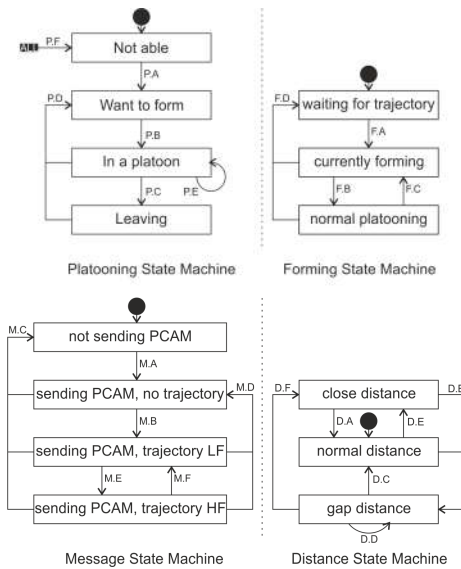 ALL
P.F
Not able
P.A
P.D
Want to form
P.B
In a platoon
P.C
P.E
Leaving
Platooning State Machine
F.D
waiting for trajectory
F.A
currently forming
F.B
F.C
normal platooning
Forming State Machine
M.C
not sending PCAM
M.A
sending PCAM, no trajectory
M.D
M.B
sending PCAM, trajectory LF
M.E
M.F
sending PCAM, trajectory HF
Message State Machine
D.F
close distance
D.A
D.E
normal distance
D.C
gap distance
D.D
Distance State Machine